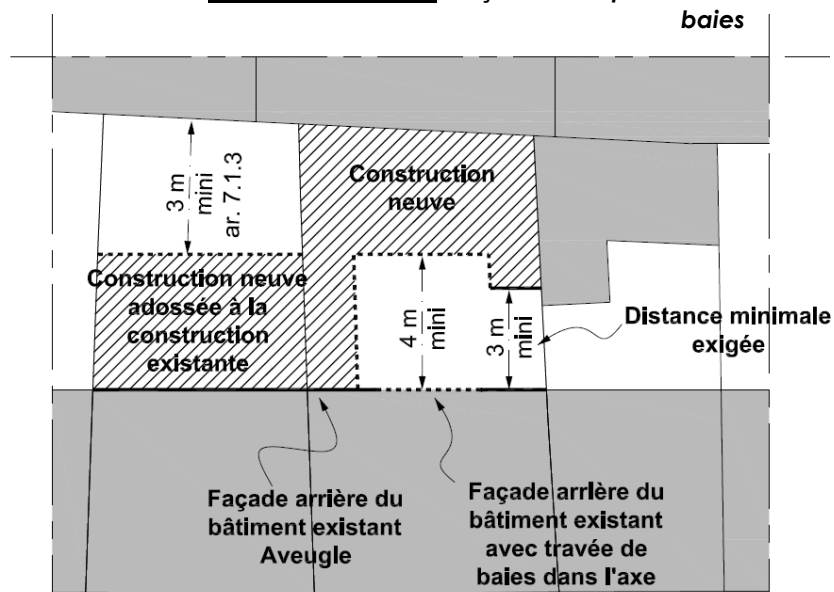 baies
3 m
mini
ar. 7.1.3
Construction
neuve
Construction neuve
adossée à la
construction
existante
4 m
mini
3 m
mini
Distance minimale
exigée
Façade arrière du
bâtiment existant
Aveugle
Façade arrière du
bâtiment existant
avec travée de
baies dans l'axe